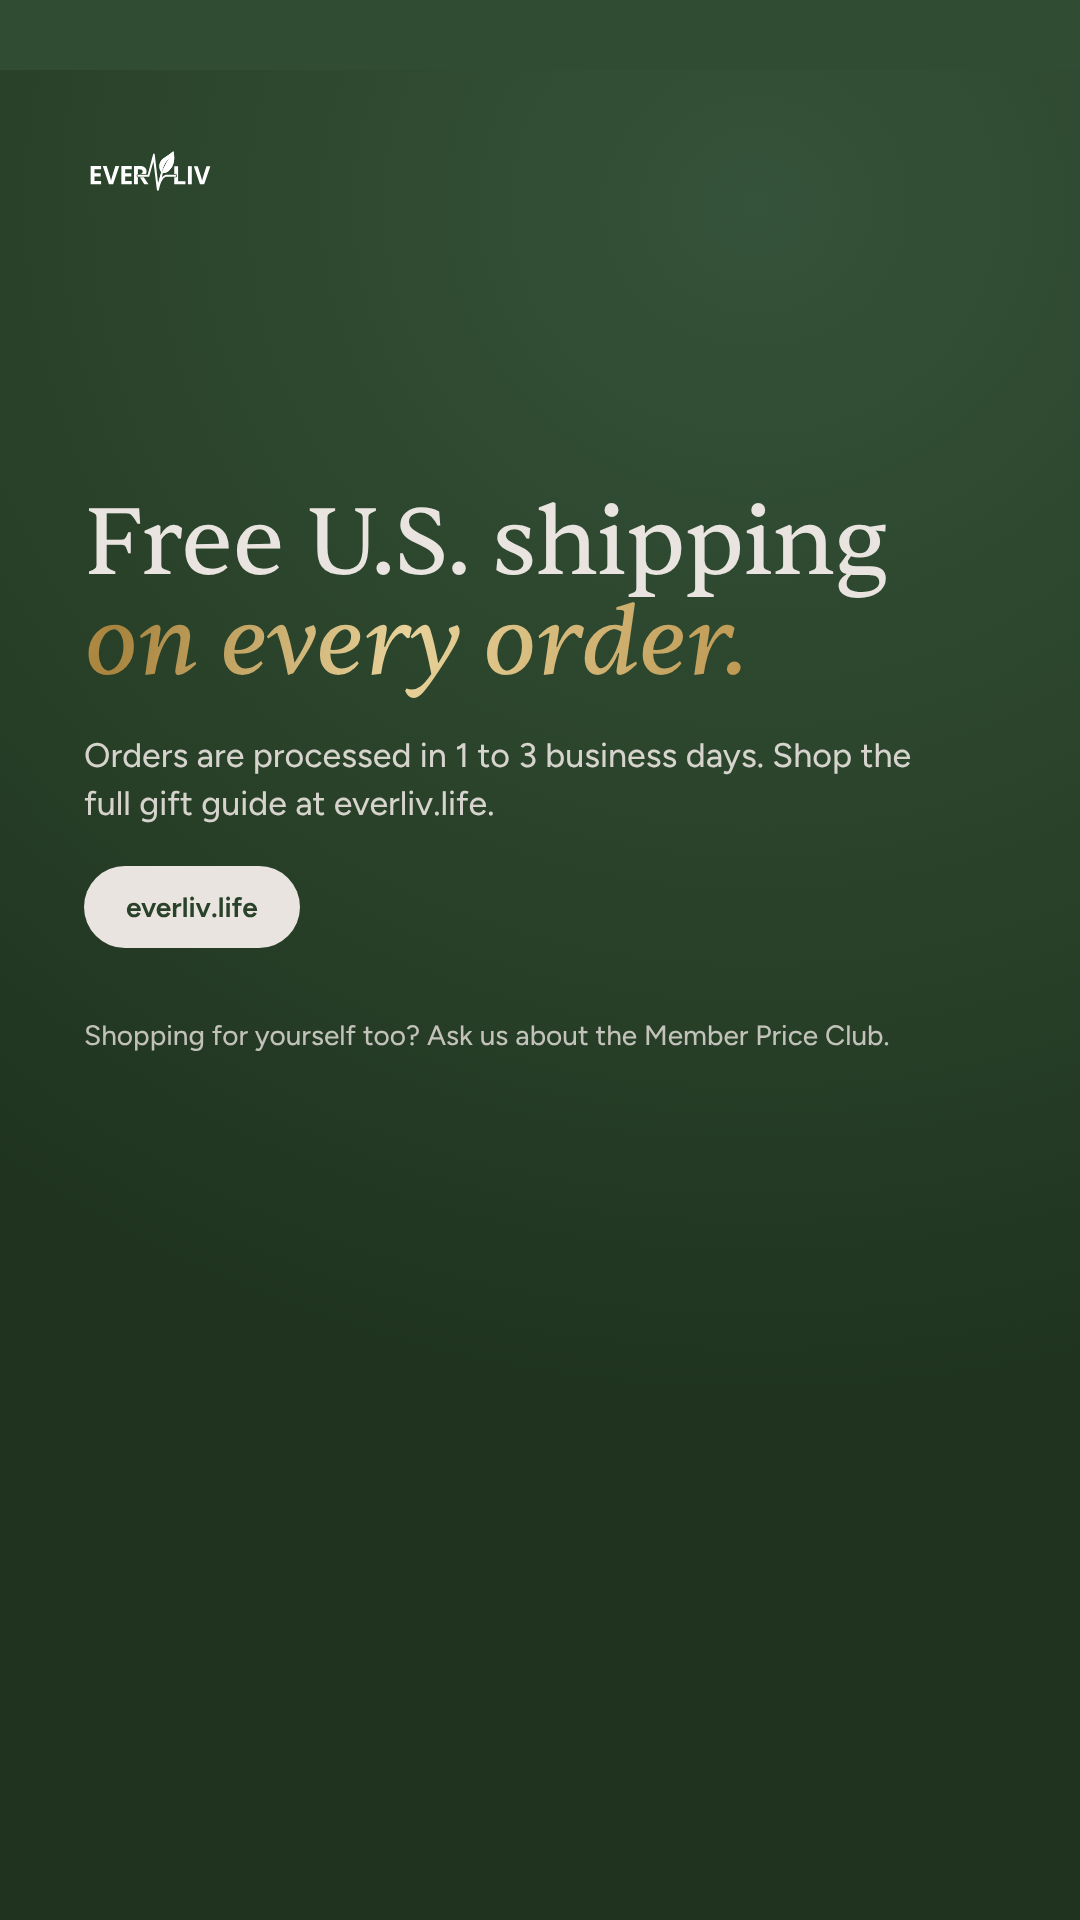 EVERLIV
Free U.S. shipping
on every order.
Orders are processed in 1 to 3 business days. Shop the
full gift guide at everliv.life.
everliv.life
Shopping for yourself too? Ask us about the Member Price Club.